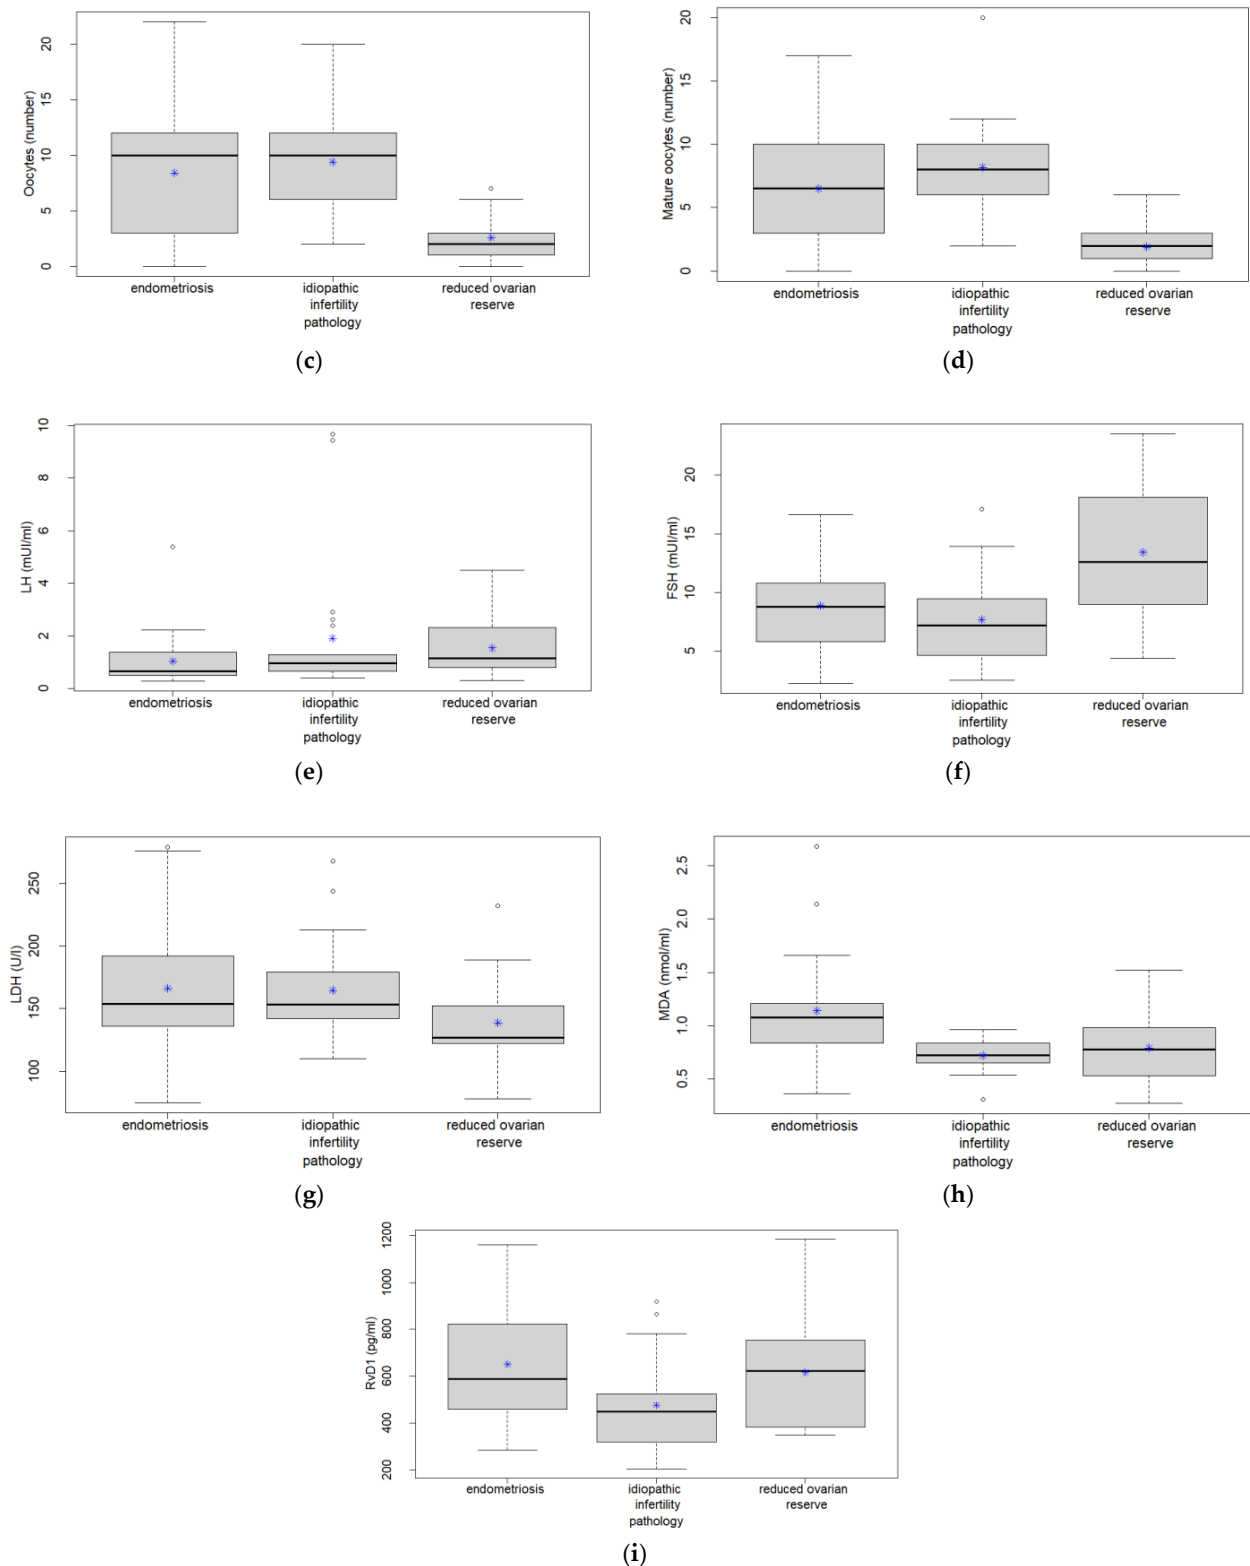 Oocytes (number)
20
15
10
5
0
endometriosis
idiopathic
infertility
pathology
reduced ovarian
reserve
(c)
Mature oocytes (number)
20
15
10
5
0
endometriosis
idiopathic
infertility
pathology
reduced ovarian
reserve
(d)
LH (mUI/ml)
10
8
6
4
2
0
endometriosis
idiopathic
infertility
pathology
reduced ovarian
reserve
(e)
FSH (mUI/ml)
20
15
10
5
endometriosis
idiopathic
infertility
pathology
reduced ovarian
reserve
(f)
LDH (U/l)
250
200
150
100
endometriosis
idiopathic
infertility
pathology
reduced ovarian
reserve
(g)
MDA (nmol/ml)
2.5
2.0
1.5
1.0
0.5
endometriosis
idiopathic
infertility
pathology
reduced ovarian
reserve
(h)
RvD1 (pg/ml)
1200
1000
800
600
400
200
endometriosis
idiopathic
infertility
pathology
reduced ovarian
reserve
(i)